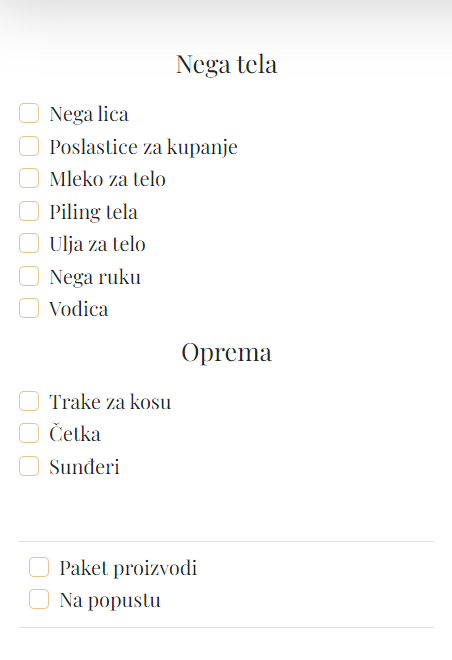 Nega tela
Nega lica
Poslastice za kupanje
Mleko za telo
Piling tela
Ulja za telo
Nega ruku
Vodica
Oprema
Trake za kosu
Četka
Sunđeri
Paket proizvodi
Na popustu